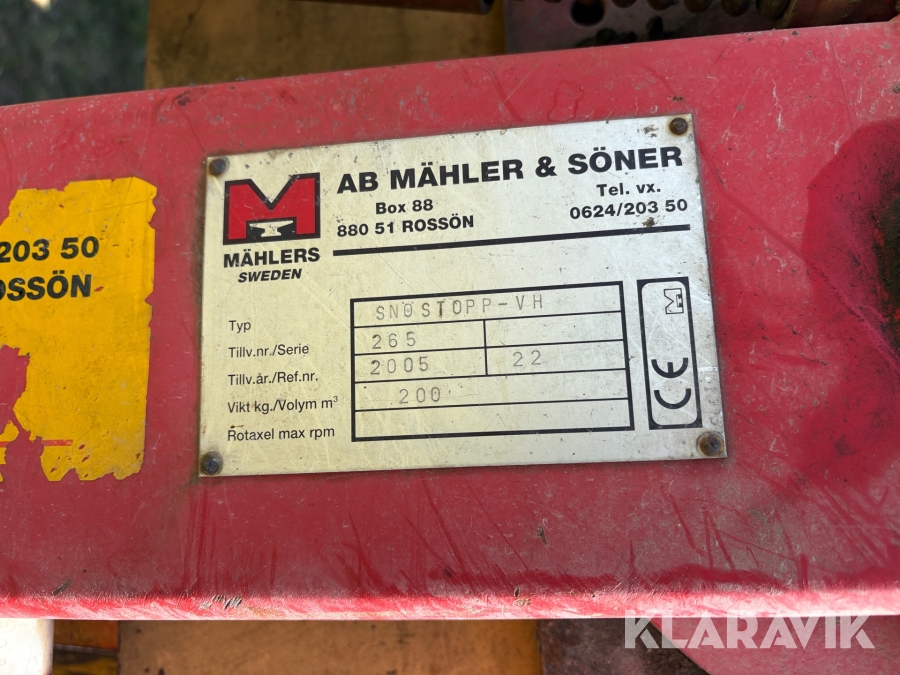 203 50
OSSÖN
M
MÄHLERS
SWEDEN
AB MÄHLER & SÖNER
Box 88
880 51 ROSSÖN
Tel. vx.
0624/203 50
Typ SNÖSTOPP-VH
Tillv.nr./Serie 265
Tillv.år./Ref.nr. 2005 22
Vikt kg./Volym m³ 200
Rotaxel max rpm
M
CE
KLARAVIK